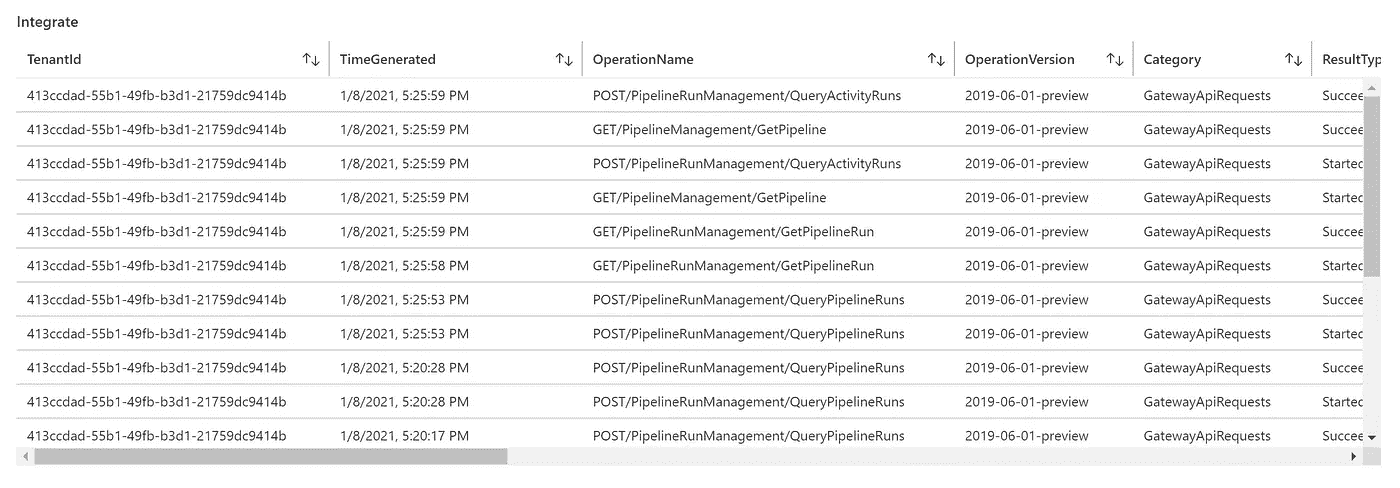 Integrate
TenantId TimeGenerated OperationName OperationVersion Category ResultTyp
413ccdad-55b1-49fb-b3d1-21759dc9414b 1/8/2021, 5:25:59 PM POST/PipelineRunManagement/QueryActivityRuns 2019-06-01-preview GatewayApiRequests Succee
413ccdad-55b1-49fb-b3d1-21759dc9414b 1/8/2021, 5:25:59 PM GET/PipelineManagement/GetPipeline 2019-06-01-preview GatewayApiRequests Succee
413ccdad-55b1-49fb-b3d1-21759dc9414b 1/8/2021, 5:25:59 PM POST/PipelineRunManagement/QueryActivityRuns 2019-06-01-preview GatewayApiRequests Started
413ccdad-55b1-49fb-b3d1-21759dc9414b 1/8/2021, 5:25:59 PM GET/PipelineManagement/GetPipeline 2019-06-01-preview GatewayApiRequests Started
413ccdad-55b1-49fb-b3d1-21759dc9414b 1/8/2021, 5:25:59 PM GET/PipelineRunManagement/GetPipelineRun 2019-06-01-preview GatewayApiRequests Succee
413ccdad-55b1-49fb-b3d1-21759dc9414b 1/8/2021, 5:25:58 PM GET/PipelineRunManagement/GetPipelineRun 2019-06-01-preview GatewayApiRequests Started
413ccdad-55b1-49fb-b3d1-21759dc9414b 1/8/2021, 5:25:53 PM POST/PipelineRunManagement/QueryPipelineRuns 2019-06-01-preview GatewayApiRequests Succee
413ccdad-55b1-49fb-b3d1-21759dc9414b 1/8/2021, 5:25:53 PM POST/PipelineRunManagement/QueryPipelineRuns 2019-06-01-preview GatewayApiRequests Started
413ccdad-55b1-49fb-b3d1-21759dc9414b 1/8/2021, 5:20:28 PM POST/PipelineRunManagement/QueryPipelineRuns 2019-06-01-preview GatewayApiRequests Succee
413ccdad-55b1-49fb-b3d1-21759dc9414b 1/8/2021, 5:20:28 PM POST/PipelineRunManagement/QueryPipelineRuns 2019-06-01-preview GatewayApiRequests Started
413ccdad-55b1-49fb-b3d1-21759dc9414b 1/8/2021, 5:20:17 PM POST/PipelineRunManagement/QueryPipelineRuns 2019-06-01-preview GatewayApiRequests Succee